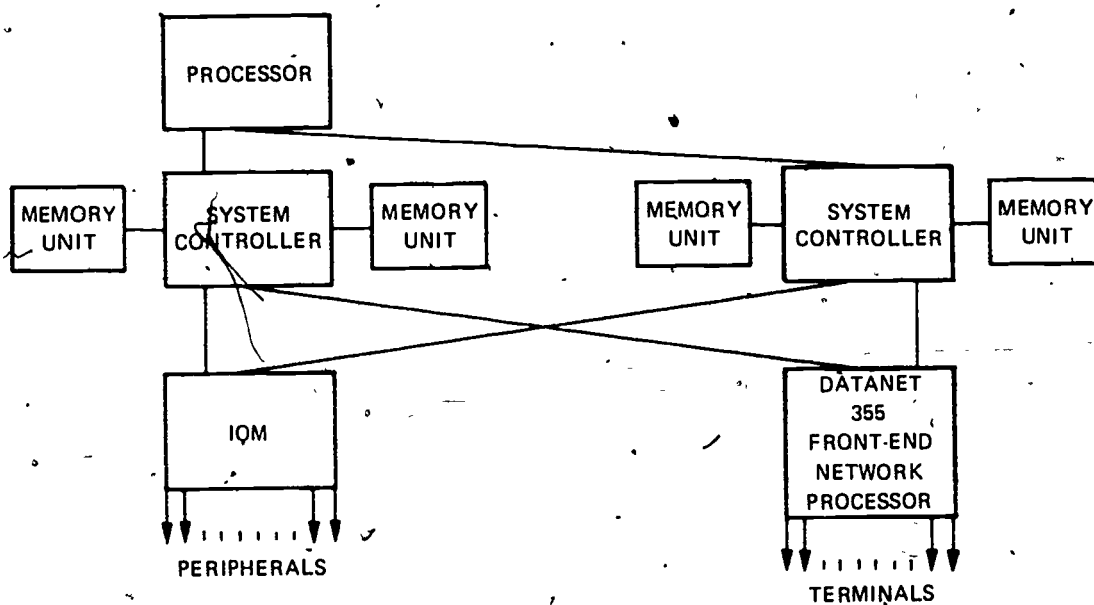 PROCESSOR
MEMORY
UNIT
SYSTEM
CONTROLLER
MEMORY
UNIT
MEMORY
UNIT
SYSTEM
CONTROLLER
MEMORY
UNIT
IOM
PERIPHERALS
DATANET
355
FRONT-END
NETWORK
PROCESSOR
TERMINALS